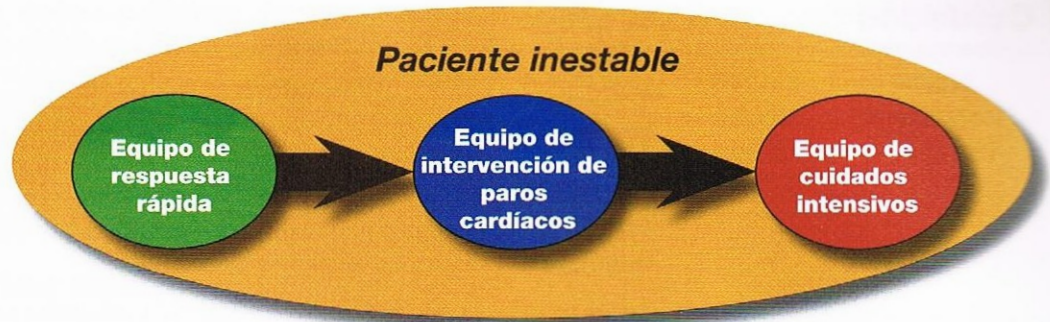 Paciente inestable
Equipo de
respuesta
rápida
Equipo de
intervención de
paros
cardíacos
Equipo de
cuidados
intensivos